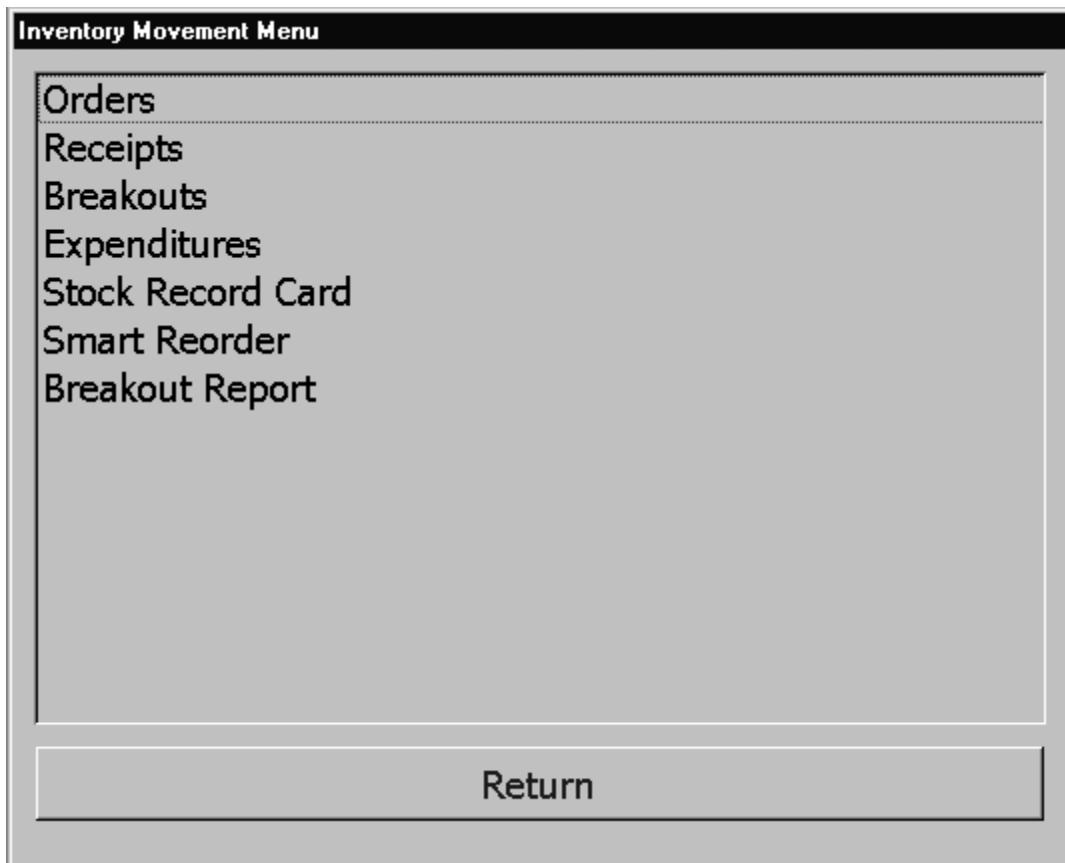 Inventory Movement Menu
Orders
Receipts
Breakouts
Expenditures
Stock Record Card
Smart Reorder
Breakout Report
Return